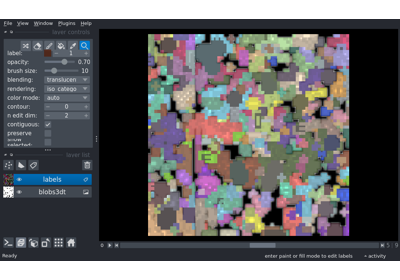 File View Window Plugins Help
layer controls
label: 1
opacity: 0.70
brush size: 10
blending: translucen
rendering: iso_catego
color mode: auto
contour: 0
n edit dim: 2
contiguous:
preserve
show
selected:
layer list
labels
blobs3dt
Ready
enter paint or fill mode to edit labels
activity